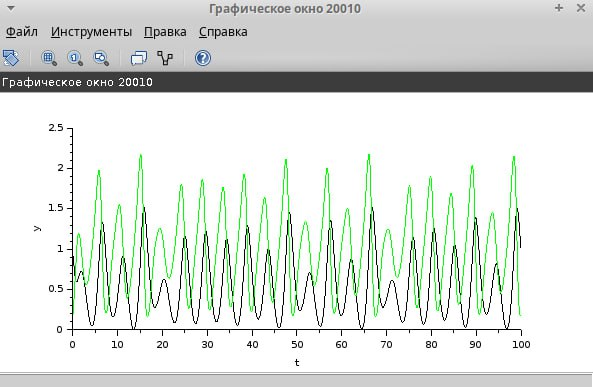 Графическое окно 20010
Файл Инструменты Правка Справка
Графическое окно 20010
2.5
2
1.5
y
1
0.5
0
0 10 20 30 40 50 60 70 80 90 100
t